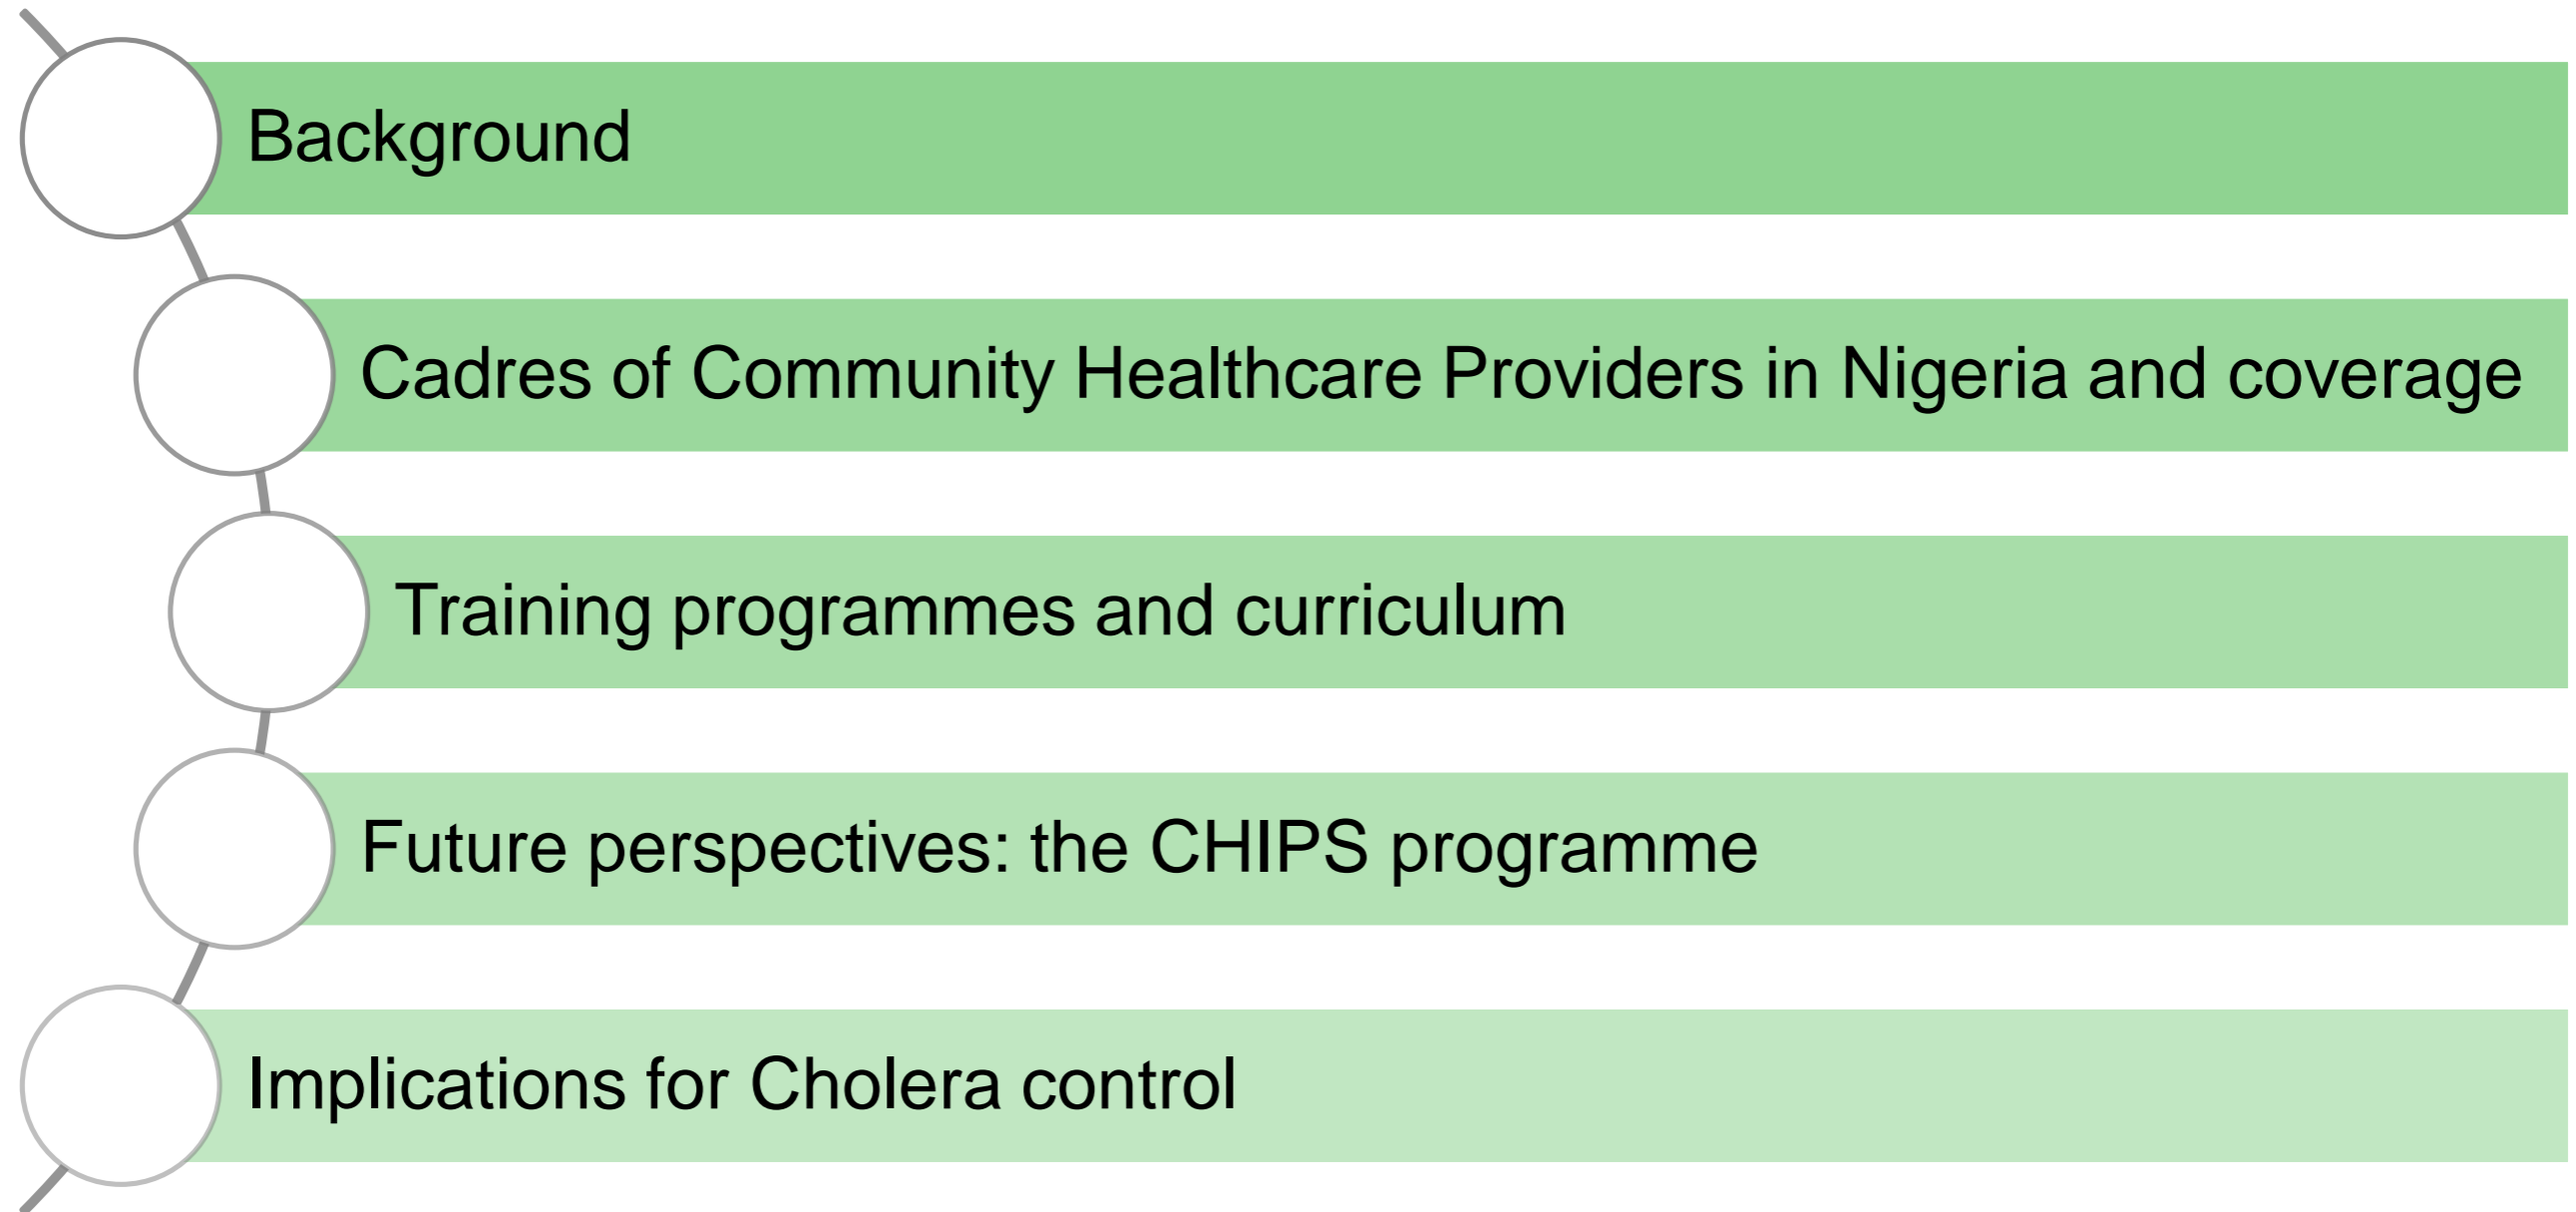 Background
Cadres of Community Healthcare Providers in Nigeria and coverage
Training programmes and curriculum
Future perspectives: the CHIPS programme
Implications for Cholera control